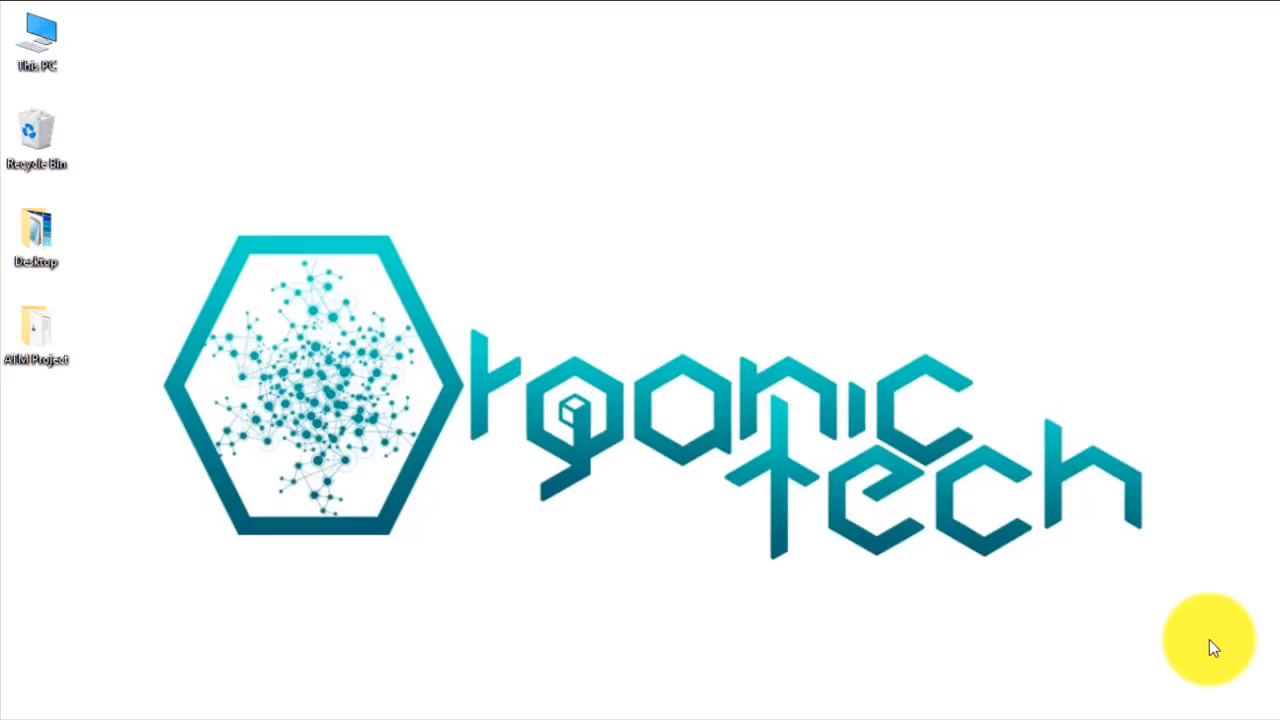 This PC
Recycle Bin
Desktop
ATM Project
Organic
tech